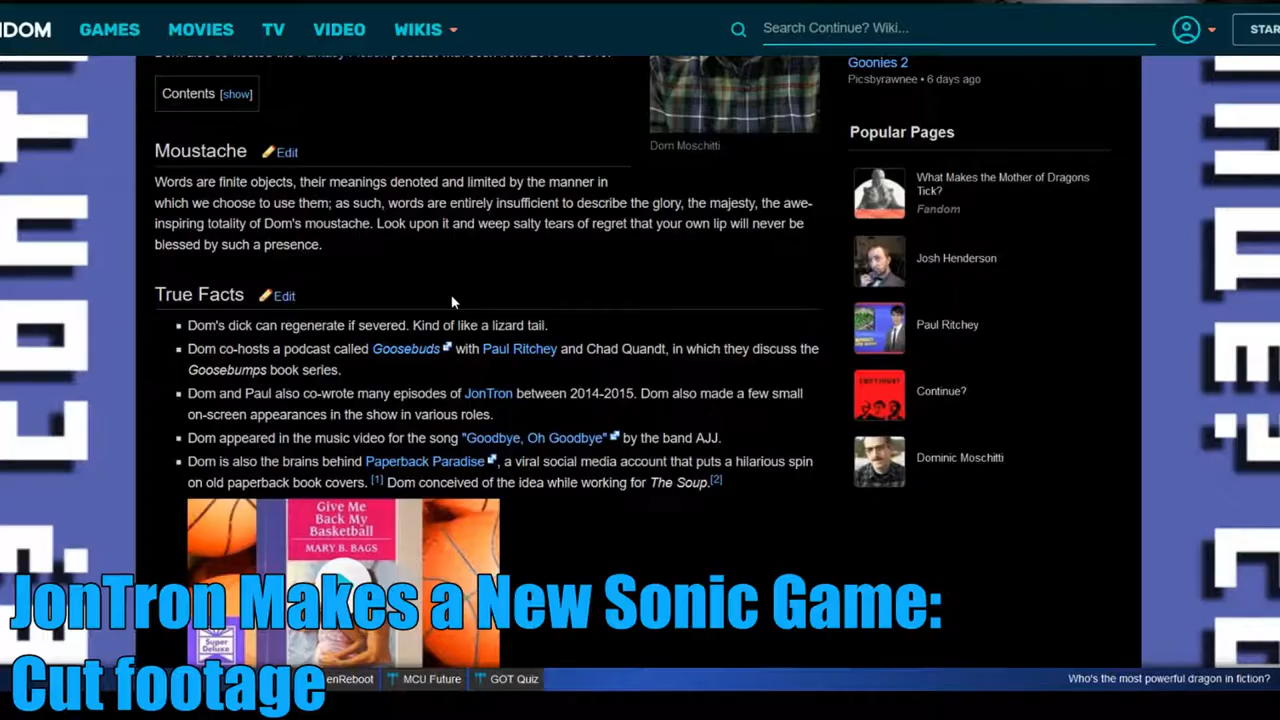 NDOM GAMES MOVIES TV VIDEO WIKIS Search Continue? Wiki... STAR
Contents [show]
Goonies 2
Picsbyrawnee • 6 days ago
Dom Moschitti
Moustache Edit
Words are finite objects, their meanings denoted and limited by the manner in
which we choose to use them; as such, words are entirely insufficient to describe the glory, the majesty, the awe-
inspiring totality of Dom's moustache. Look upon it and weep salty tears of regret that your own lip will never be
blessed by such a presence.
True Facts Edit
Dom's dick can regenerate if severed. Kind of like a lizard tail.
Dom co-hosts a podcast called Goosebuds with Paul Ritchey and Chad Quandt, in which they discuss the
Goosebumps book series.
Dom and Paul also co-wrote many episodes of JonTron between 2014-2015. Dom also made a few small
on-screen appearances in the show in various roles.
Dom appeared in the music video for the song "Goodbye, Oh Goodbye" by the band AJJ.
Dom is also the brains behind Paperback Paradise, a viral social media account that puts a hilarious spin
on old paperback book covers. [1] Dom conceived of the idea while working for The Soup.[2]
Give Me
Back My
Basketball
MARY B. BAGS
Super
Deluxe
Popular Pages
What Makes the Mother of Dragons
Tick?
Fandom
Josh Henderson
Paul Ritchey
CONTINUE?
Continue?
Dominic Moschitti
JonTron Makes a New Sonic Game:
Cut footage
enReboot MCU Future GOT Quiz Who's the most powerful dragon in fiction?